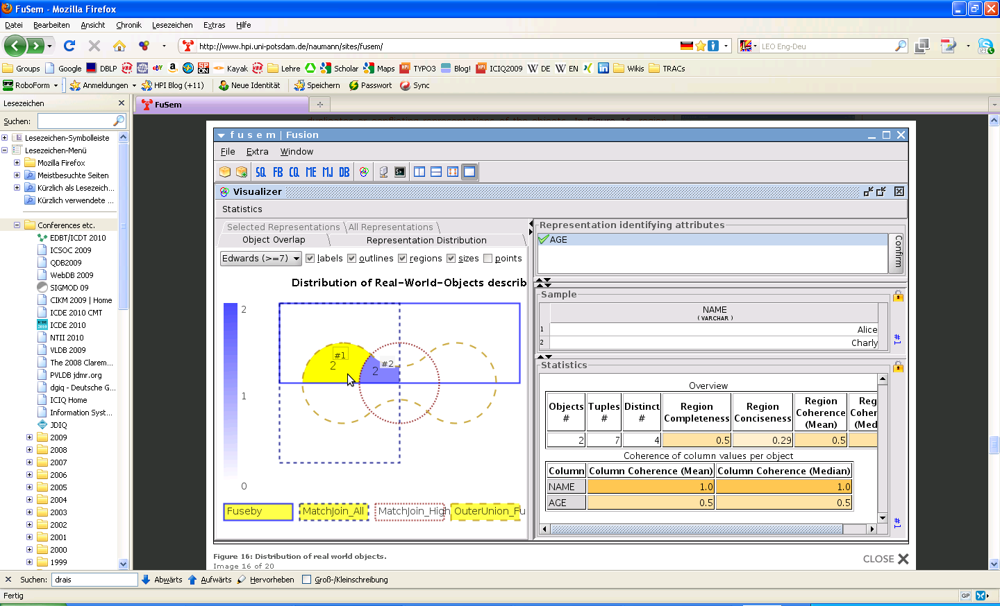 FuSem - Mozilla Firefox
Datei Bearbeiten Ansicht Chronik Lesezeichen Extras Hilfe
http://www.hpi.uni-potsdam.de/naumann/sites/fusem/
LEO Eng-Deu
Groups Google DBLP Kayak Lehre Scholar Maps TYPO3 Blog! ICIQ2009 DE EN Wikis TRACs
RoboForm Anmeldungen HPI Blog (+11) Neue Identität Speichern Passwort Sync
Lesezeichen
FuSem
Suchen:
Lesezeichen-Symbolleiste
Lesezeichen-Menü
Mozilla Firefox
Meistbesuchte Seiten
Kürzlich als Lesezeich...
Kürzlich verwendete ...
Conferences etc.
EDBT/ICDT 2010
ICSOC 2009
QDB2009
WebDB 2009
SIGMOD 09
CIKM 2009 | Home
ICDE 2010 CMT
ICDE 2010
NTII 2010
VLDB 2009
The 2008 Clarem...
PVLDB jdmr.org
dgiq - Deutsche G...
ICIQ Home
Information Syst...
JDIQ
2009
2008
2007
2006
2005
2004
2003
2002
2001
2000
1999
f u s e m | Fusion
File Extra Window
SQ FB CQ ME MJ DB
Visualizer
Statistics
Selected Representations All Representations
Object Overlap Representation Distribution
Edwards (>=7) labels outlines regions sizes points
Distribution of Real-World-Objects describ
2
1
0
#1
2
#2
2
Fuseby MatchJoin_All MatchJoin_High OuterUnion_Fu
Representation identifying attributes
AGE
Confirm
Sample
NAME
( VARCHAR )
1 Alice
2 Charly
#1
Statistics
Overview
Objects # Tuples # Distinct # Region Completeness Region Conciseness Region Coherence (Mean) Reg Coher (Med
2 7 4 0.5 0.29 0.5
Coherence of column values per object
Column Column Coherence (Mean) Column Coherence (Median)
NAME 1.0 1.0
AGE 0.5 0.5
#1
Figure 16: Distribution of real world objects.
Image 16 of 20
CLOSE
Suchen: drais Abwärts Aufwärts Hervorheben Groß-/Kleinschreibung
Fertig
GP